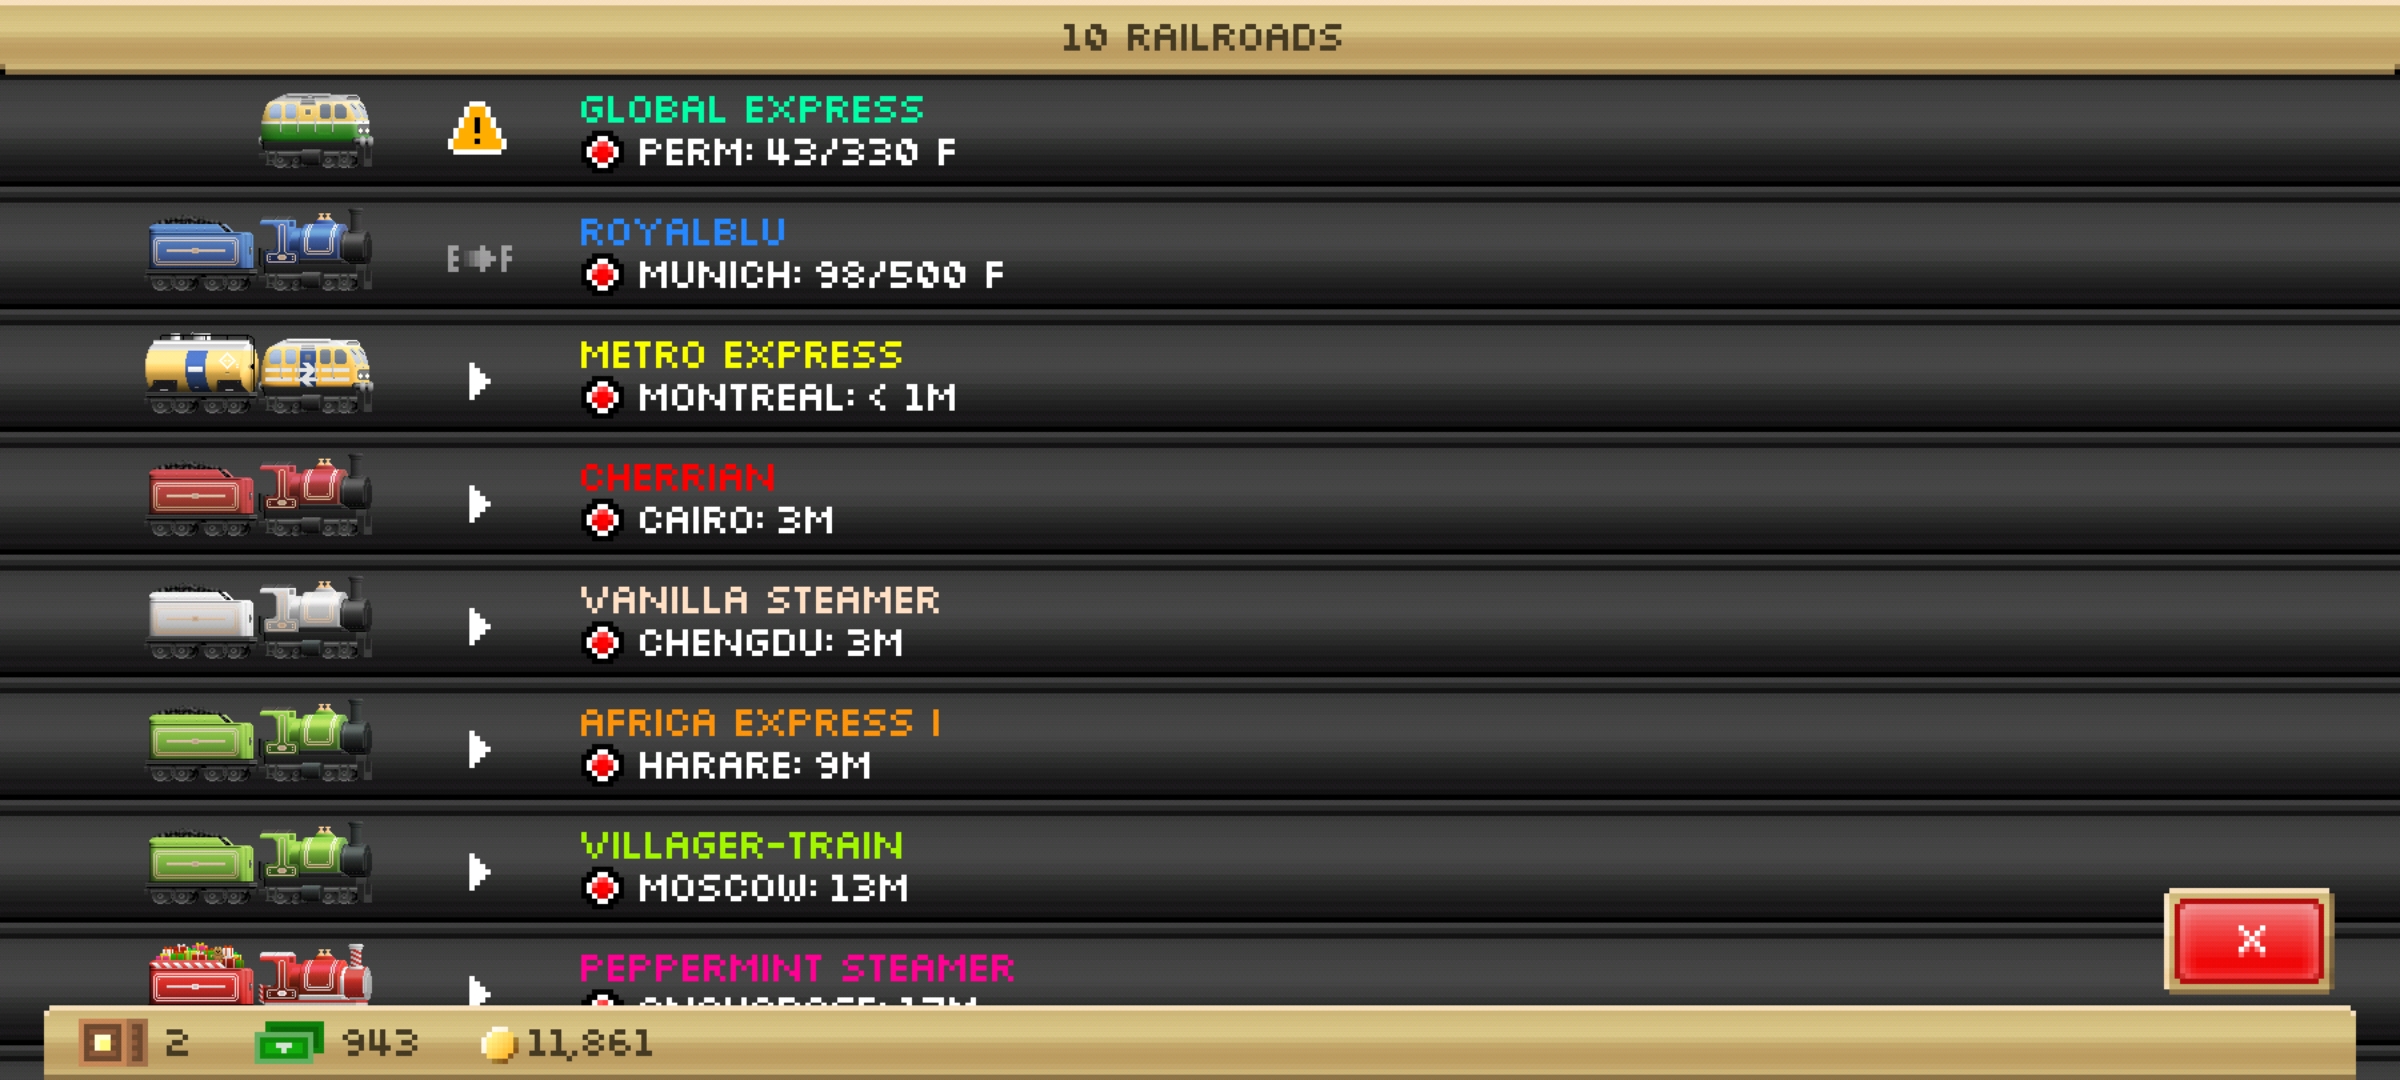 10 RAILROADS
GLOBAL EXPRESS
PERM: 43/330 F
ROYALBLU
E F
MUNICH: 98/500 F
METRO EXPRESS
MONTREAL: < 1M
CHERRIAN
CAIRO: 3M
VANILLA STEAMER
CHENGDU: 3M
AFRICA EXPRESS I
HARARE: 9M
VILLAGER-TRAIN
MOSCOW: 13M
PEPPERMINT STEAMER
X
2 943 11,861